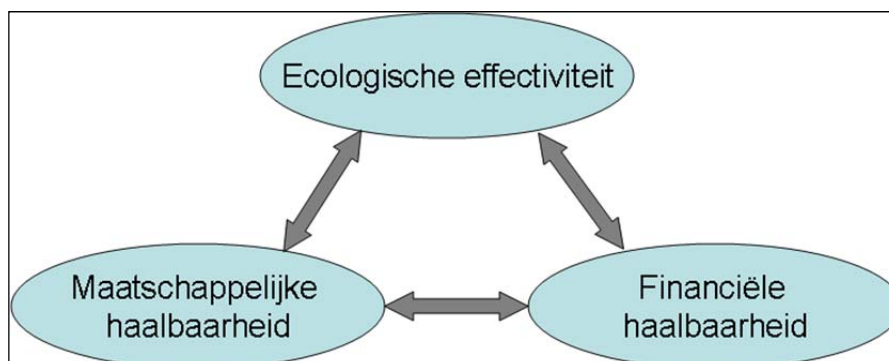 Ecologische effectiviteit
Maatschappelijke
haalbaarheid
Financiële
haalbaarheid